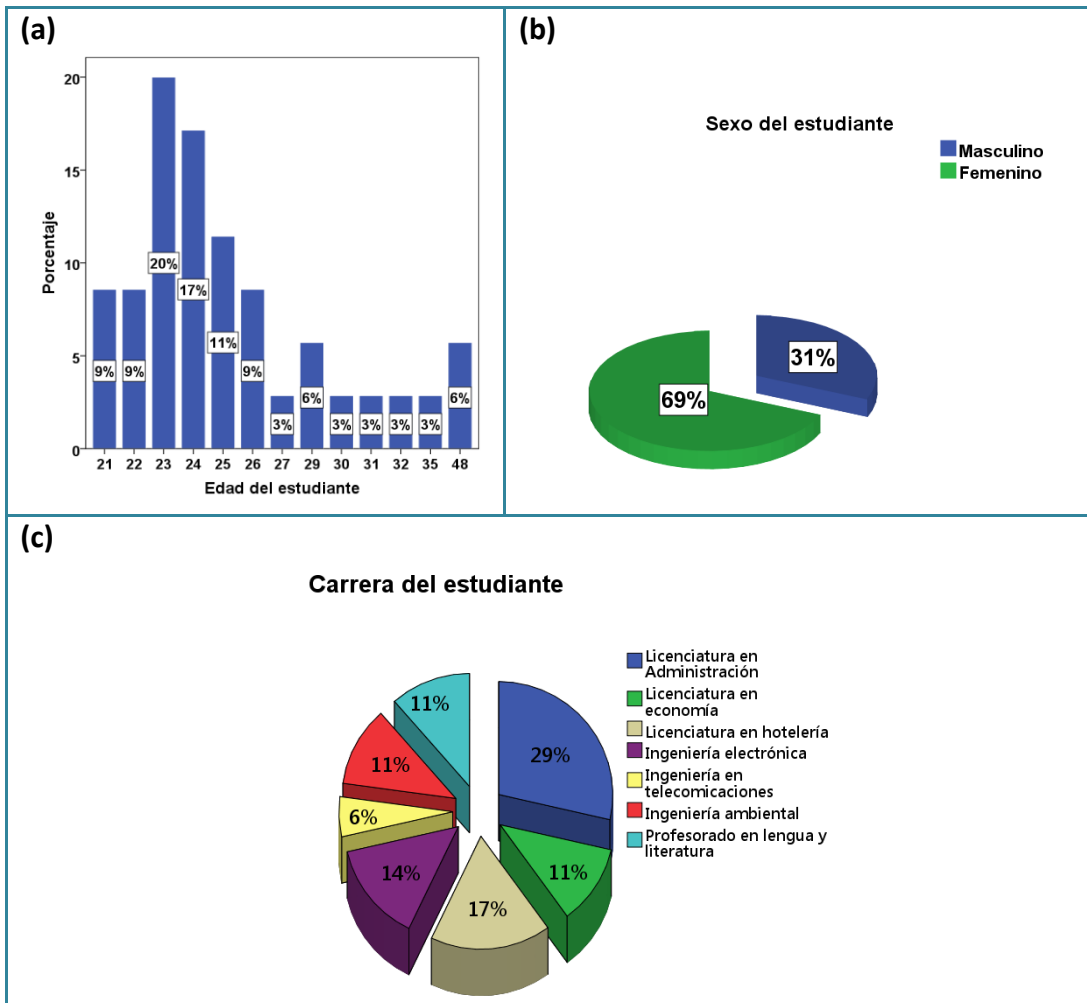 (a)
Porcentaje
20
15
10
5
0
9%
9%
20%
17%
11%
9%
3%
6%
3%
3%
3%
3%
6%
21 22 23 24 25 26 27 29 30 31 32 35 48
Edad del estudiante
(b)
Sexo del estudiante
Masculino
Femenino
31%
69%
(c)
Carrera del estudiante
Licenciatura en
Administración
Licenciatura en
economía
Licenciatura en hotelería
Ingeniería electrónica
Ingeniería en
telecomicaciones
Ingeniería ambiental
Profesorado en lengua y
literatura
11%
29%
11%
6%
14%
17%
11%